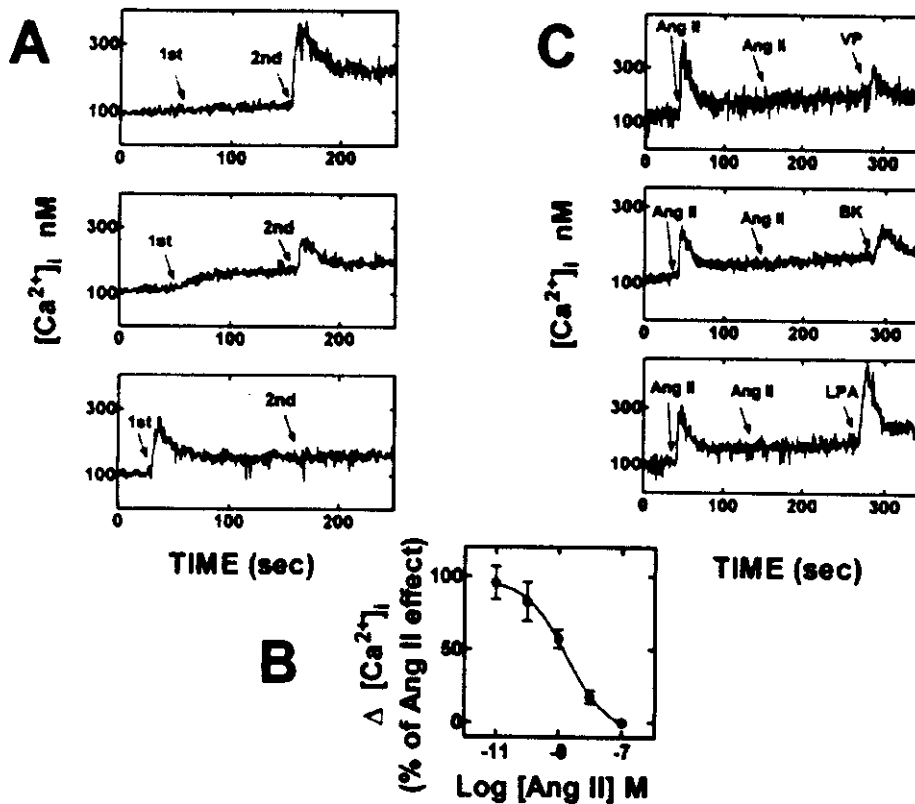 A
300
100
1st
2nd
0
100
200
300
100
1st
2nd
0
100
200
300
100
1st
2nd
0
100
200
[Ca2+]i nM
TIME (sec)
C
300
100
Ang II
Ang II
VP
0
100
200
300
300
100
Ang II
Ang II
BK
0
100
200
300
300
100
Ang II
Ang II
LPA
0
100
200
300
[Ca2+]i nM
TIME (sec)
B
Δ [Ca2+]i
(% of Ang II effect)
100
50
0
-11
-9
-7
Log [Ang II] M